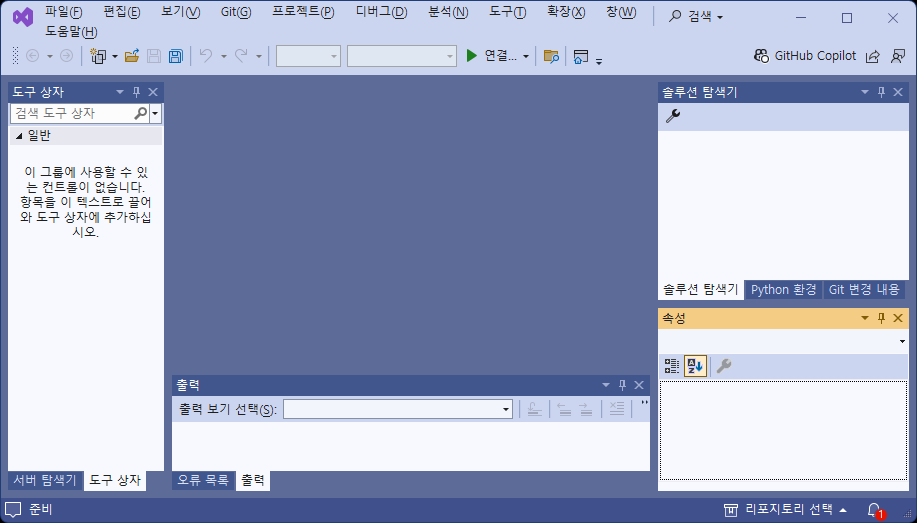 파일(F) 편집(E) 보기(V) Git(G) 프로젝트(P) 디버그(D) 분석(N) 도구(T) 확장(X) 창(W) 검색
도움말(H)
연결... GitHub Copilot
도구 상자
검색 도구 상자
일반
이 그룹에 사용할 수 있
는 컨트롤이 없습니다.
항목을 이 텍스트로 끌어
와 도구 상자에 추가하십
시오.
서버 탐색기 도구 상자
출력
출력 보기 선택(S):
오류 목록 출력
솔루션 탐색기
솔루션 탐색기 Python 환경 Git 변경 내용
속성
준비
리포지토리 선택
1